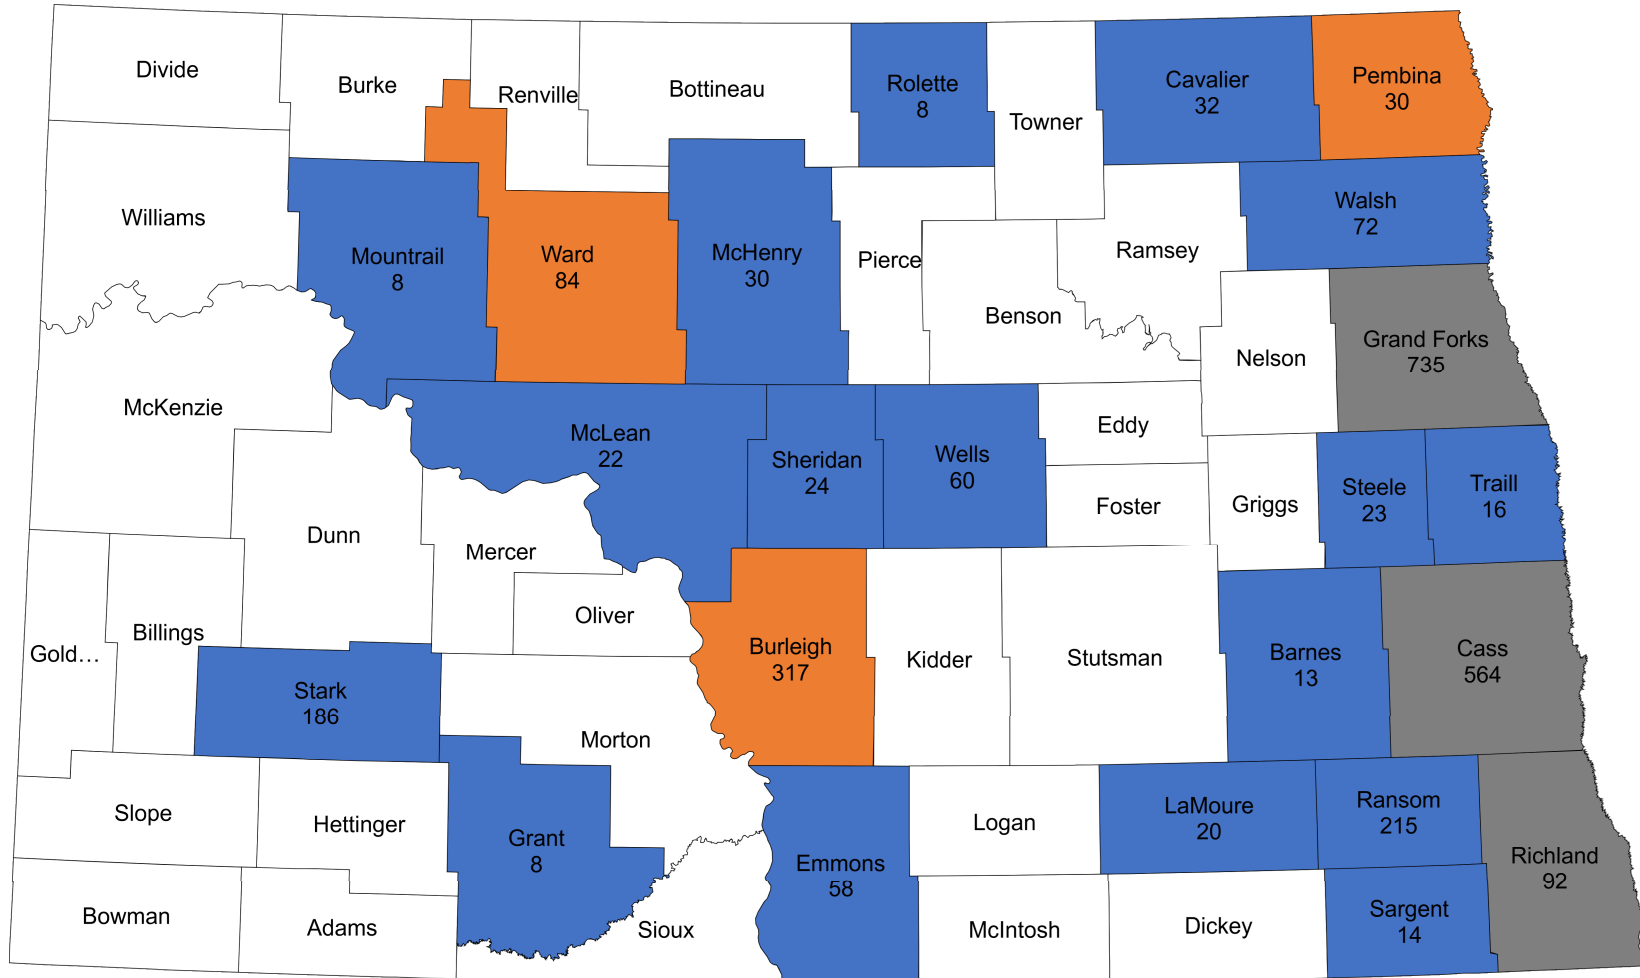 Divide
Burke
Renville
Bottineau
Rolette
8
Towner
Cavalier
32
Pembina
30
Williams
Mountrail
8
Ward
84
McHenry
30
Pierce
Benson
Ramsey
Walsh
72
Nelson
Grand Forks
735
McKenzie
Dunn
McLean
22
Sheridan
24
Wells
60
Eddy
Foster
Griggs
Steele
23
Traill
16
Mercer
Oliver
Gold…
Billings
Stark
186
Morton
Burleigh
317
Kidder
Stutsman
Barnes
13
Cass
564
Slope
Hettinger
Grant
8
Emmons
58
Logan
LaMoure
20
Ransom
215
Richland
92
Bowman
Adams
Sioux
McIntosh
Dickey
Sargent
14